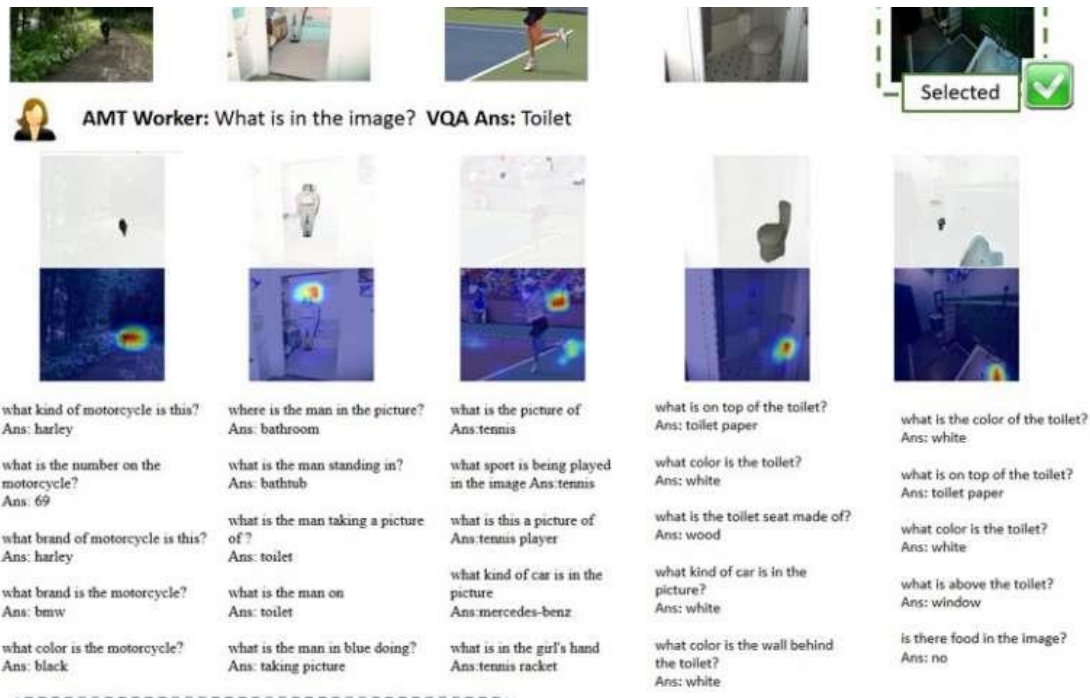 Selected
AMT Worker: What is in the image? VQA Ans: Toilet
what kind of motorcycle is this?
Ans: harley
what is the number on the
motorcycle?
Ans: 69
what brand of motorcycle is this?
Ans: harley
what brand is the motorcycle?
Ans: bmw
what color is the motorcycle?
Ans: black
where is the man in the picture?
Ans: bathroom
what is the man standing in?
Ans: bathtub
what is the man taking a picture
of ?
Ans: toilet
what is the man on
Ans: toilet
what is the man in blue doing?
Ans: taking picture
what is the picture of
Ans:tennis
what sport is being played
in the image Ans:tennis
what is this a picture of
Ans:tennis player
what kind of car is in the
picture
Ans:mercedes-benz
what is in the girl's hand
Ans:tennis racket
what is on top of the toilet?
Ans: toilet paper
what color is the toilet?
Ans: white
what is the toilet seat made of?
Ans: wood
what kind of car is in the
picture?
Ans: white
what color is the wall behind
the toilet?
Ans: white
what is the color of the toilet?
Ans: white
what is on top of the toilet?
Ans: toilet paper
what color is the toilet?
Ans: white
what is above the toilet?
Ans: window
is there food in the image?
Ans: no